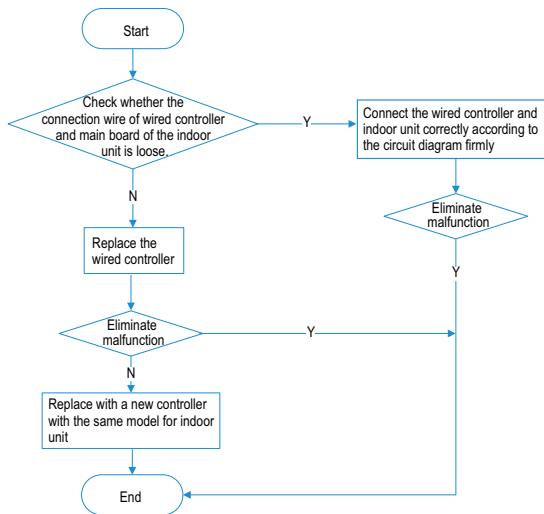 Start
Check whether the
connection wire of wired controller
and main board of the indoor
unit is loose.
Y
Connect the wired controller and
indoor unit correctly according to
the circuit diagram firmly
N
Eliminate
malfunction
Replace the
wired controller
Y
Eliminate
malfunction
Y
N
Replace with a new controller
with the same model for indoor
unit
End